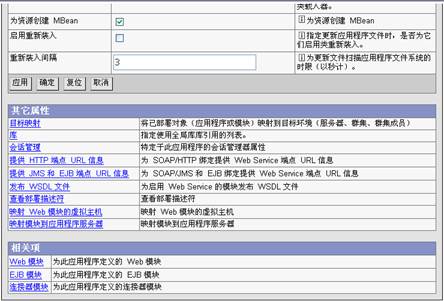 夹载入器。
为资源创建 MBean
为资源创建 MBean
启用重新装入
指定更新应用程序文件时，是否为它们启用类重新装入。
重新装入间隔
3
为更新文件扫描应用程序文件系统的时限（以秒计）。
应用 确定 复位 取消
其它属性
目标映射 将已部署对象（应用程序或模块）映射到目标环境（服务器、群集、群集成员）
库 指定使用全局库库引用的列表。
会话管理 特定于此应用程序的会话管理器属性
提供 HTTP 端点 URL 信息 为 SOAP/HTTP 绑定提供 Web Service 端点 URL 信息
提供 JMS 和 EJB 端点 URL 信息 为 SOAP/JMS 和 EJB 绑定提供 Web Service 端点 URL 信息
发布 WSDL 文件 为启用 Web Service 的模块发布 WSDL 文件
查看部署描述符 查看部署描述符
映射 Web 模块的虚拟主机 映射 Web 模块的虚拟主机
映射模块到应用程序服务器 映射模块到应用程序服务器
相关项
Web 模块 为此应用程序定义的 Web 模块
EJB 模块 为此应用程序定义的 EJB 模块
连接器模块 为此应用程序定义的连接器模块